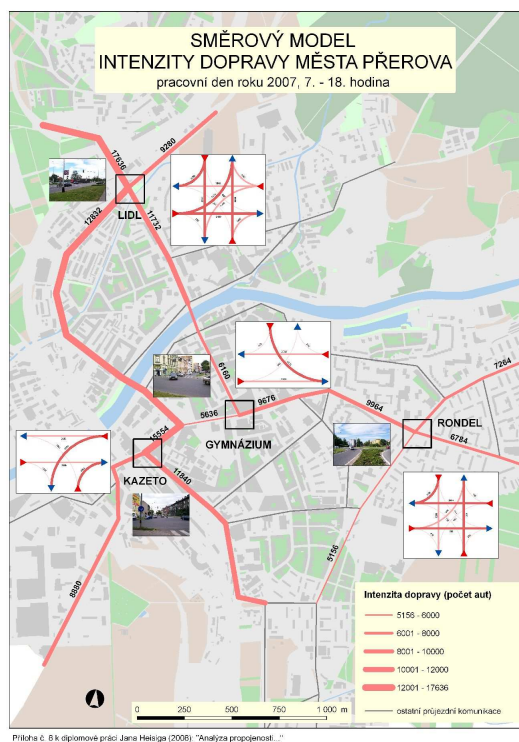 SMĚROVÝ MODEL
INTENZITY DOPRAVY MĚSTA PŘEROVA
pracovní den roku 2007, 7. - 18. hodina
17636
9280
LIDL
12832
11732
6160
7264
5636
9676
9964
GYMNÁZIUM
RONDEL
6784
15554
KAZETO
11840
5156
8880
Intenzita dopravy (počet aut)
5156 - 6000
6001 - 8000
8001 - 10000
10001 - 12000
12001 - 17636
ostatní průjezdní komunikace
0 500 1 000 m
Příloha č. 6 k diplomové práci Jana Heisiga (2008): "Analýza propojenosti..."